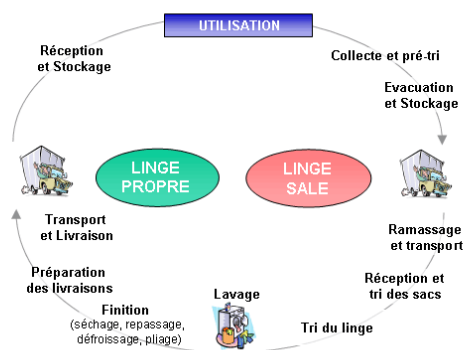 UTILISATION
Collecte et pré-tri
Evacuation
et Stockage
LINGE
SALE
Ramassage
et transport
Réception et
tri des sacs
Tri du linge
Lavage
Finition
(séchage, repassage,
défroissage, pliage)
Préparation
des livraisons
Transport
et Livraison
LINGE
PROPRE
Réception
et Stockage